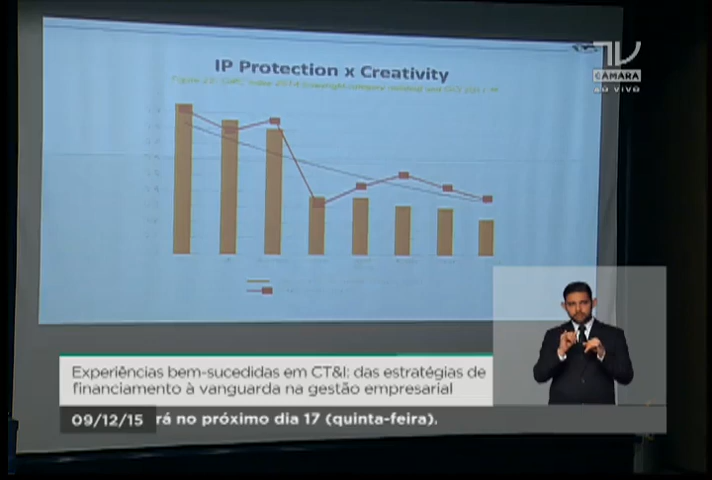 TV
CÂMARA
AO VIVO
IP Protection x Creativity
Experiências bem-sucedidas em CT&I: das estratégias de
financiamento à vanguarda na gestão empresarial
09/12/15 rá no próximo dia 17 (quinta-feira).